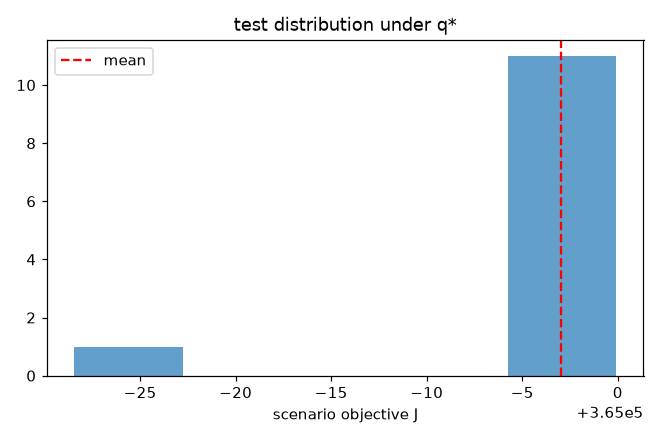 test distribution under q*
mean
10
8
6
4
2
0
−25 −20 −15 −10 −5 0
+3.65e5
scenario objective J